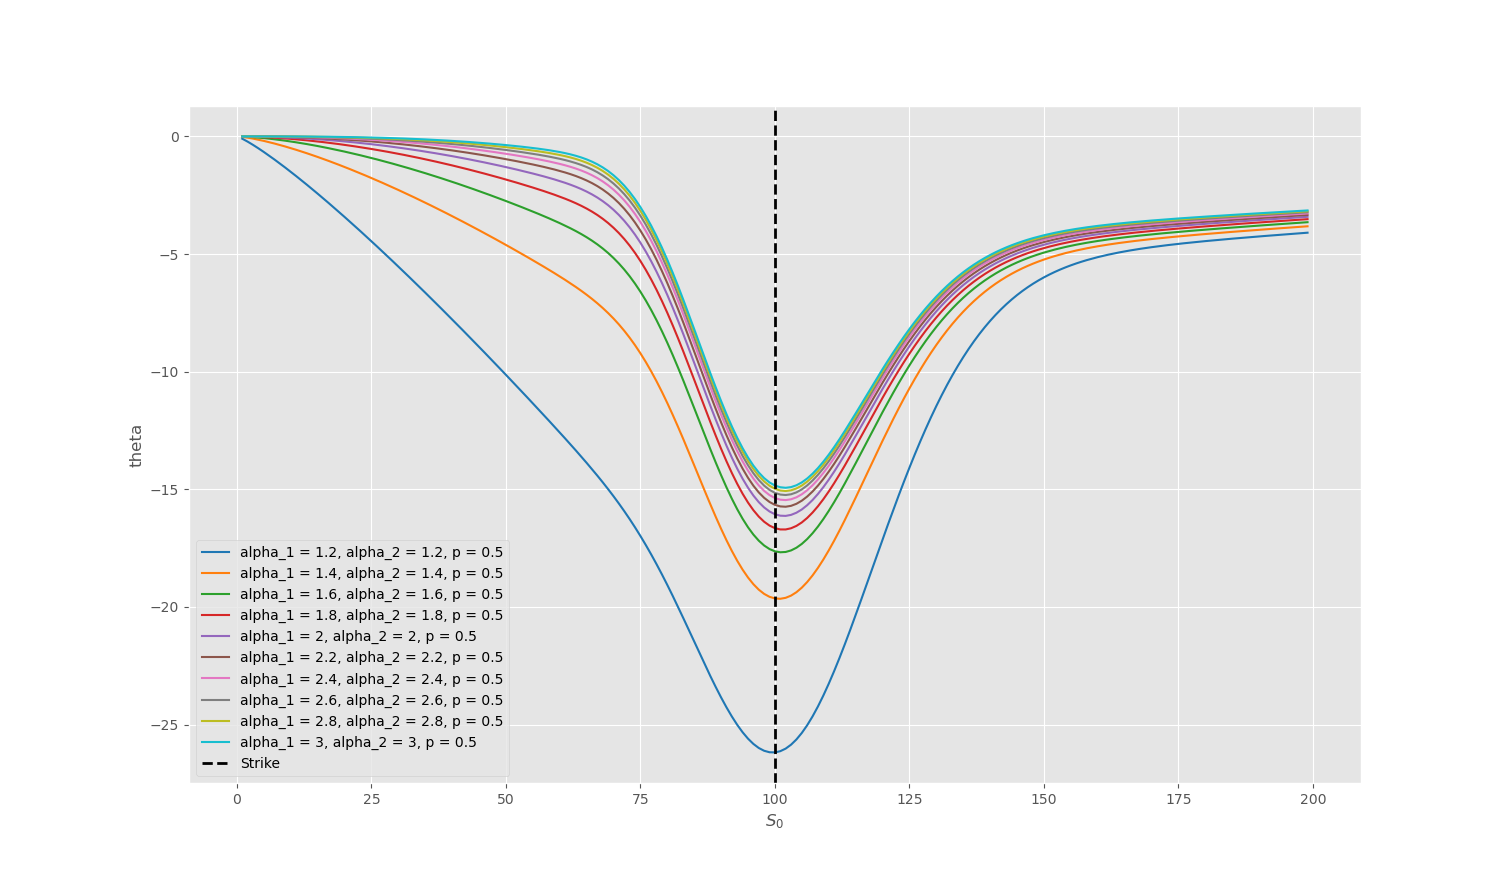 0
−5
−10
−15
−20
−25
theta
alpha_1 = 1.2, alpha_2 = 1.2, p = 0.5
alpha_1 = 1.4, alpha_2 = 1.4, p = 0.5
alpha_1 = 1.6, alpha_2 = 1.6, p = 0.5
alpha_1 = 1.8, alpha_2 = 1.8, p = 0.5
alpha_1 = 2, alpha_2 = 2, p = 0.5
alpha_1 = 2.2, alpha_2 = 2.2, p = 0.5
alpha_1 = 2.4, alpha_2 = 2.4, p = 0.5
alpha_1 = 2.6, alpha_2 = 2.6, p = 0.5
alpha_1 = 2.8, alpha_2 = 2.8, p = 0.5
alpha_1 = 3, alpha_2 = 3, p = 0.5
Strike
0 25 50 75 100 125 150 175 200
S₀